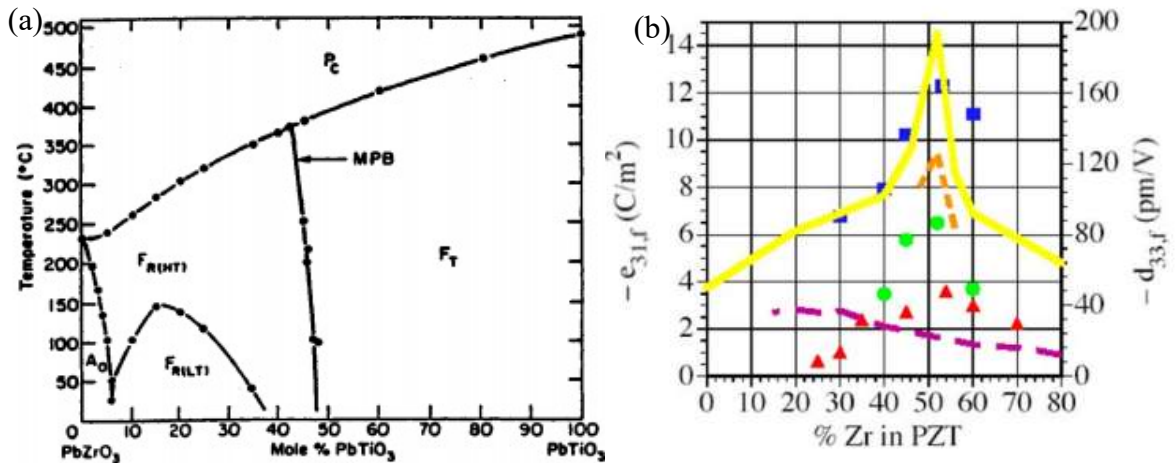 (a)
500
450
400
350
300
250
200
150
100
50
Temperature (°C)
P_C
MPB
F_R(HT)
F_T
A_O
F_R(LT)
0 10 20 30 40 50 60 70 80 90 100
PbZrO₃ Mole % PbTiO₃ PbTiO₃
(b)
14
12
10
8
6
4
2
0
− e₃₁,f (C/m²)
200
160
120
80
40
0
− d₃₃,f (pm/V)
0 10 20 30 40 50 60 70 80
% Zr in PZT